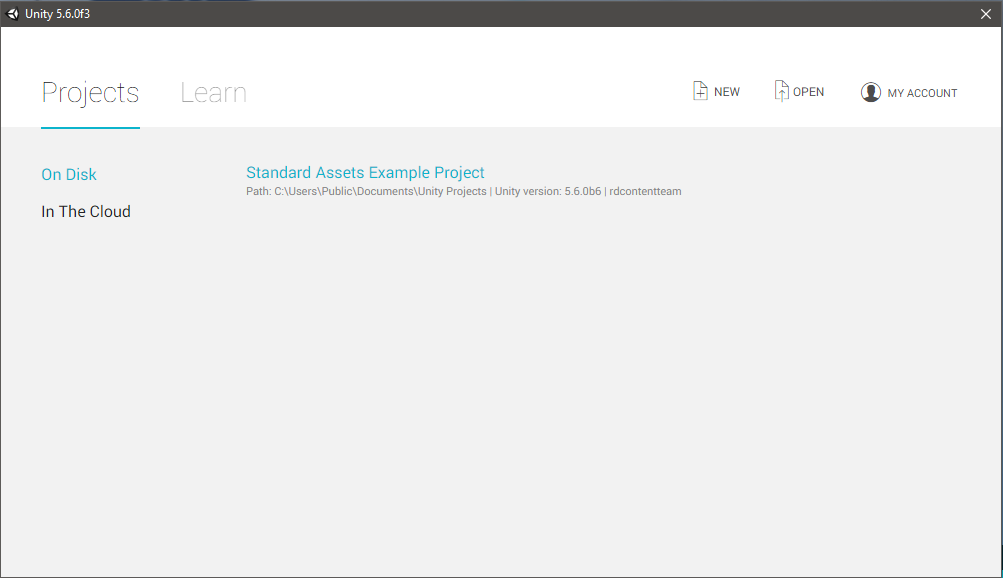 Unity 5.6.0f3
Projects Learn NEW OPEN MY ACCOUNT
On Disk
In The Cloud
Standard Assets Example Project
Path: C:\Users\Public\Documents\Unity Projects | Unity version: 5.6.0b6 | rdcontentteam